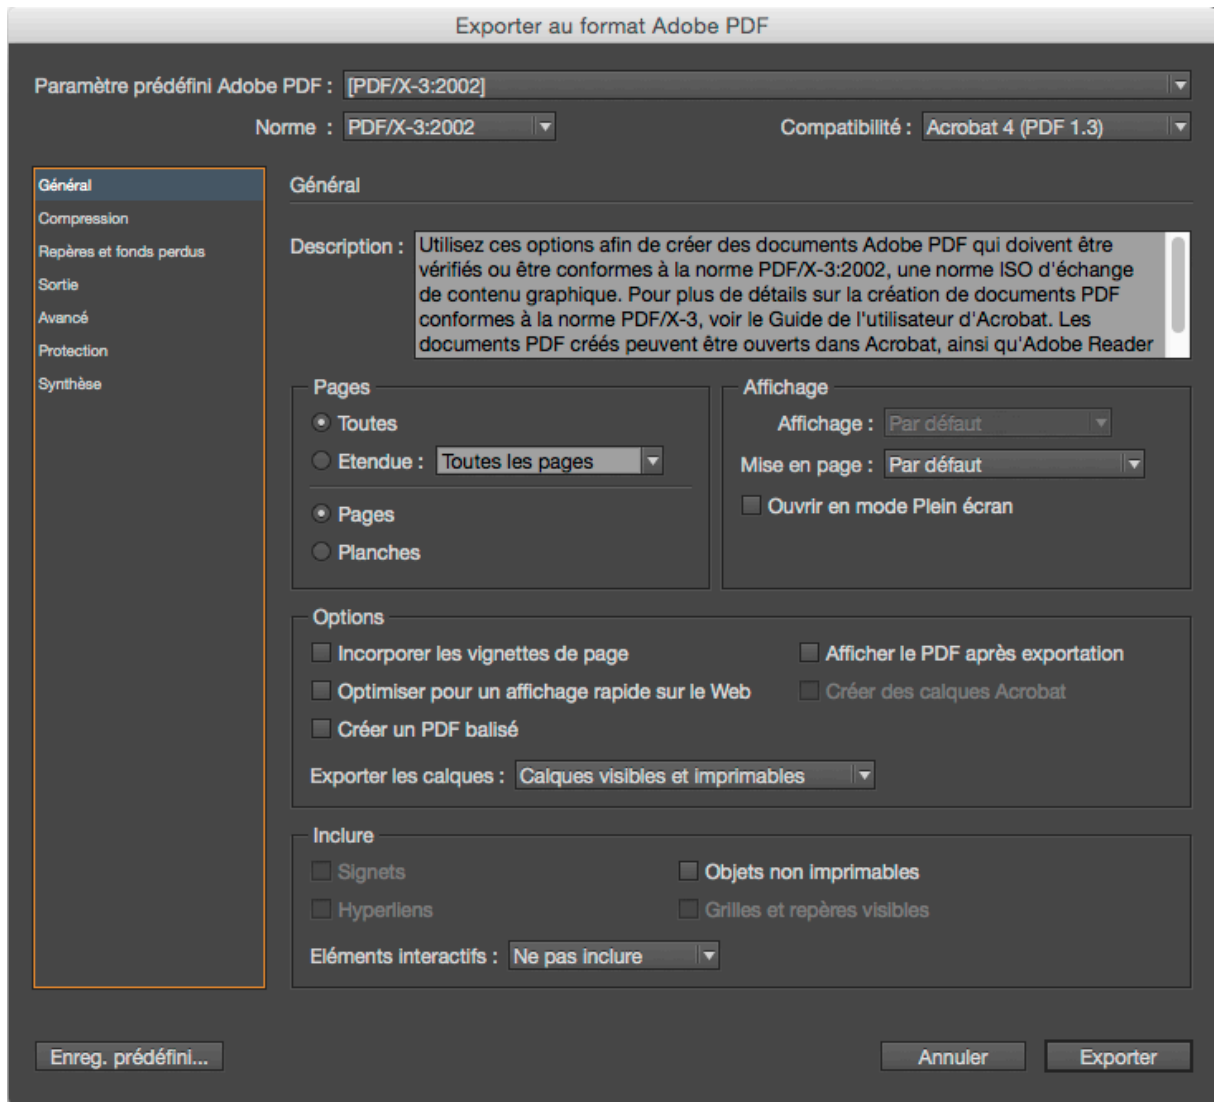 Exporter au format Adobe PDF
Paramètre prédéfini Adobe PDF : [PDF/X-3:2002]
Norme : PDF/X-3:2002 Compatibilité : Acrobat 4 (PDF 1.3)
Général
Compression
Repères et fonds perdus
Sortie
Avancé
Protection
Synthèse
Général
Description : Utilisez ces options afin de créer des documents Adobe PDF qui doivent être
vérifiés ou être conformes à la norme PDF/X-3:2002, une norme ISO d'échange
de contenu graphique. Pour plus de détails sur la création de documents PDF
conformes à la norme PDF/X-3, voir le Guide de l'utilisateur d'Acrobat. Les
documents PDF créés peuvent être ouverts dans Acrobat, ainsi qu'Adobe Reader
Pages
Toutes
Etendue : Toutes les pages
Pages
Planches
Affichage
Affichage : Par défaut
Mise en page : Par défaut
Ouvrir en mode Plein écran
Options
Incorporer les vignettes de page Afficher le PDF après exportation
Optimiser pour un affichage rapide sur le Web Créer des calques Acrobat
Créer un PDF balisé
Exporter les calques : Calques visibles et imprimables
Inclure
Signets Objets non imprimables
Hyperliens Grilles et repères visibles
Eléments interactifs : Ne pas inclure
Enreg. prédéfini... Annuler Exporter